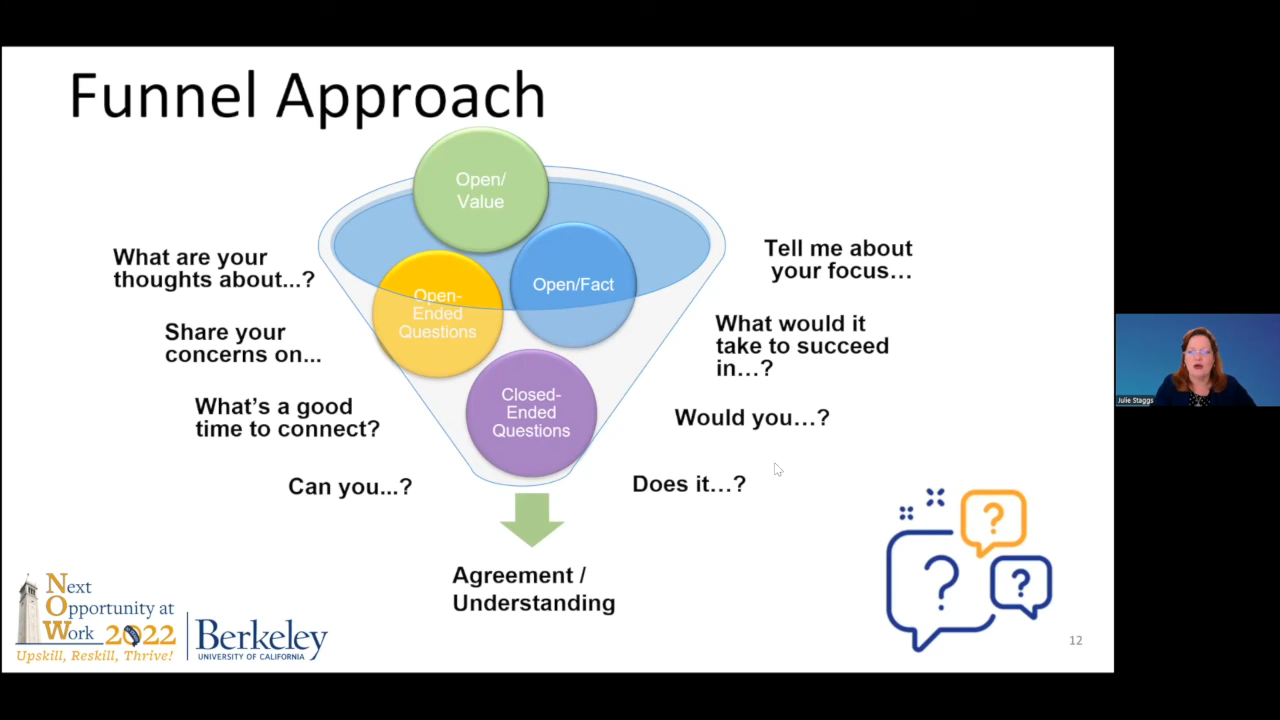 Funnel Approach
Open/
Value
What are your
thoughts about...?
Open/Fact
Tell me about
your focus…
Open-
Ended
Questions
Share your
concerns on...
What would it
take to succeed
in…?
Closed-
Ended
Questions
What's a good
time to connect?
Would you…?
Can you...?
Does it…?
Agreement /
Understanding
Julie Staggs
? ? ?
Next
Opportunity at
Work 2022
Upskill, Reskill, Thrive!
Berkeley
UNIVERSITY OF CALIFORNIA
12